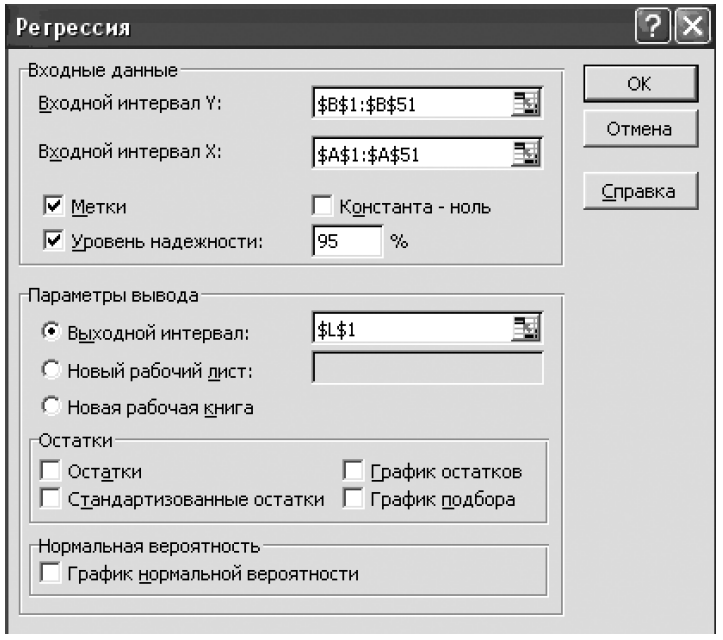 Регрессия
Входные данные
Входной интервал Y: $B$1:$B$51
Входной интервал X: $A$1:$A$51
Метки Константа - ноль
Уровень надежности: 95 %
OK
Отмена
Справка
Параметры вывода
Выходной интервал: $L$1
Новый рабочий лист:
Новая рабочая книга
Остатки
Остатки График остатков
Стандартизованные остатки График подбора
Нормальная вероятность
График нормальной вероятности